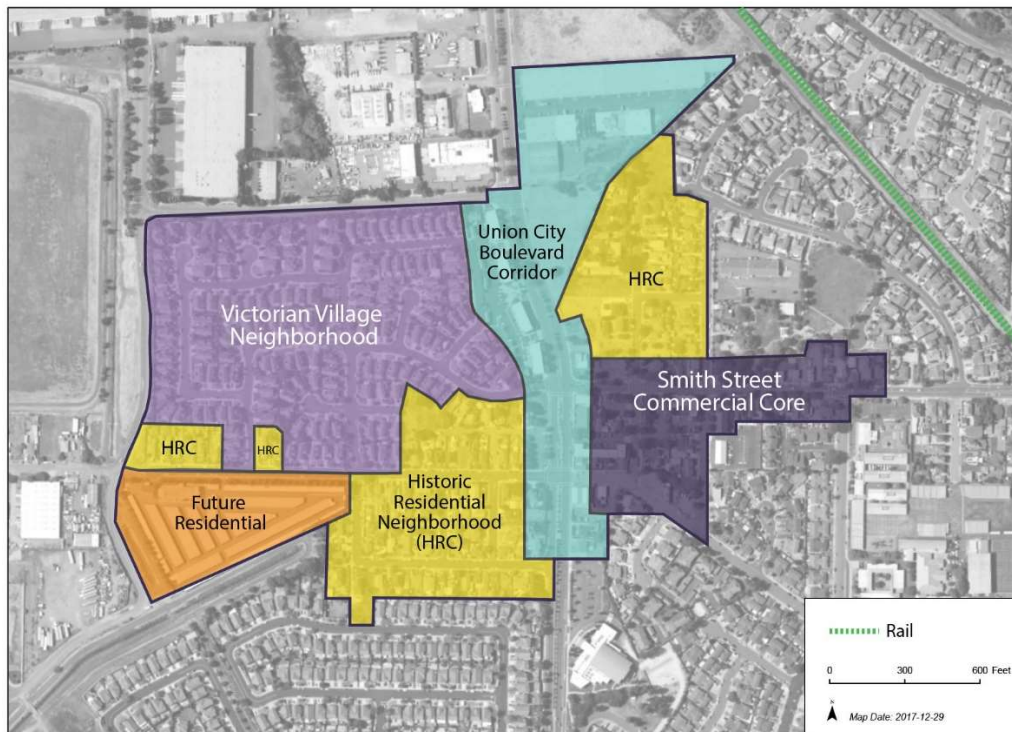 Union City
Boulevard
Corridor
HRC
Victorian Village
Neighborhood
Smith Street
Commercial Core
HRC
HRC
Historic
Residential
Neighborhood
(HRC)
Future
Residential
Rail
0 300 600 Feet
N
Map Date: 2017-12-29